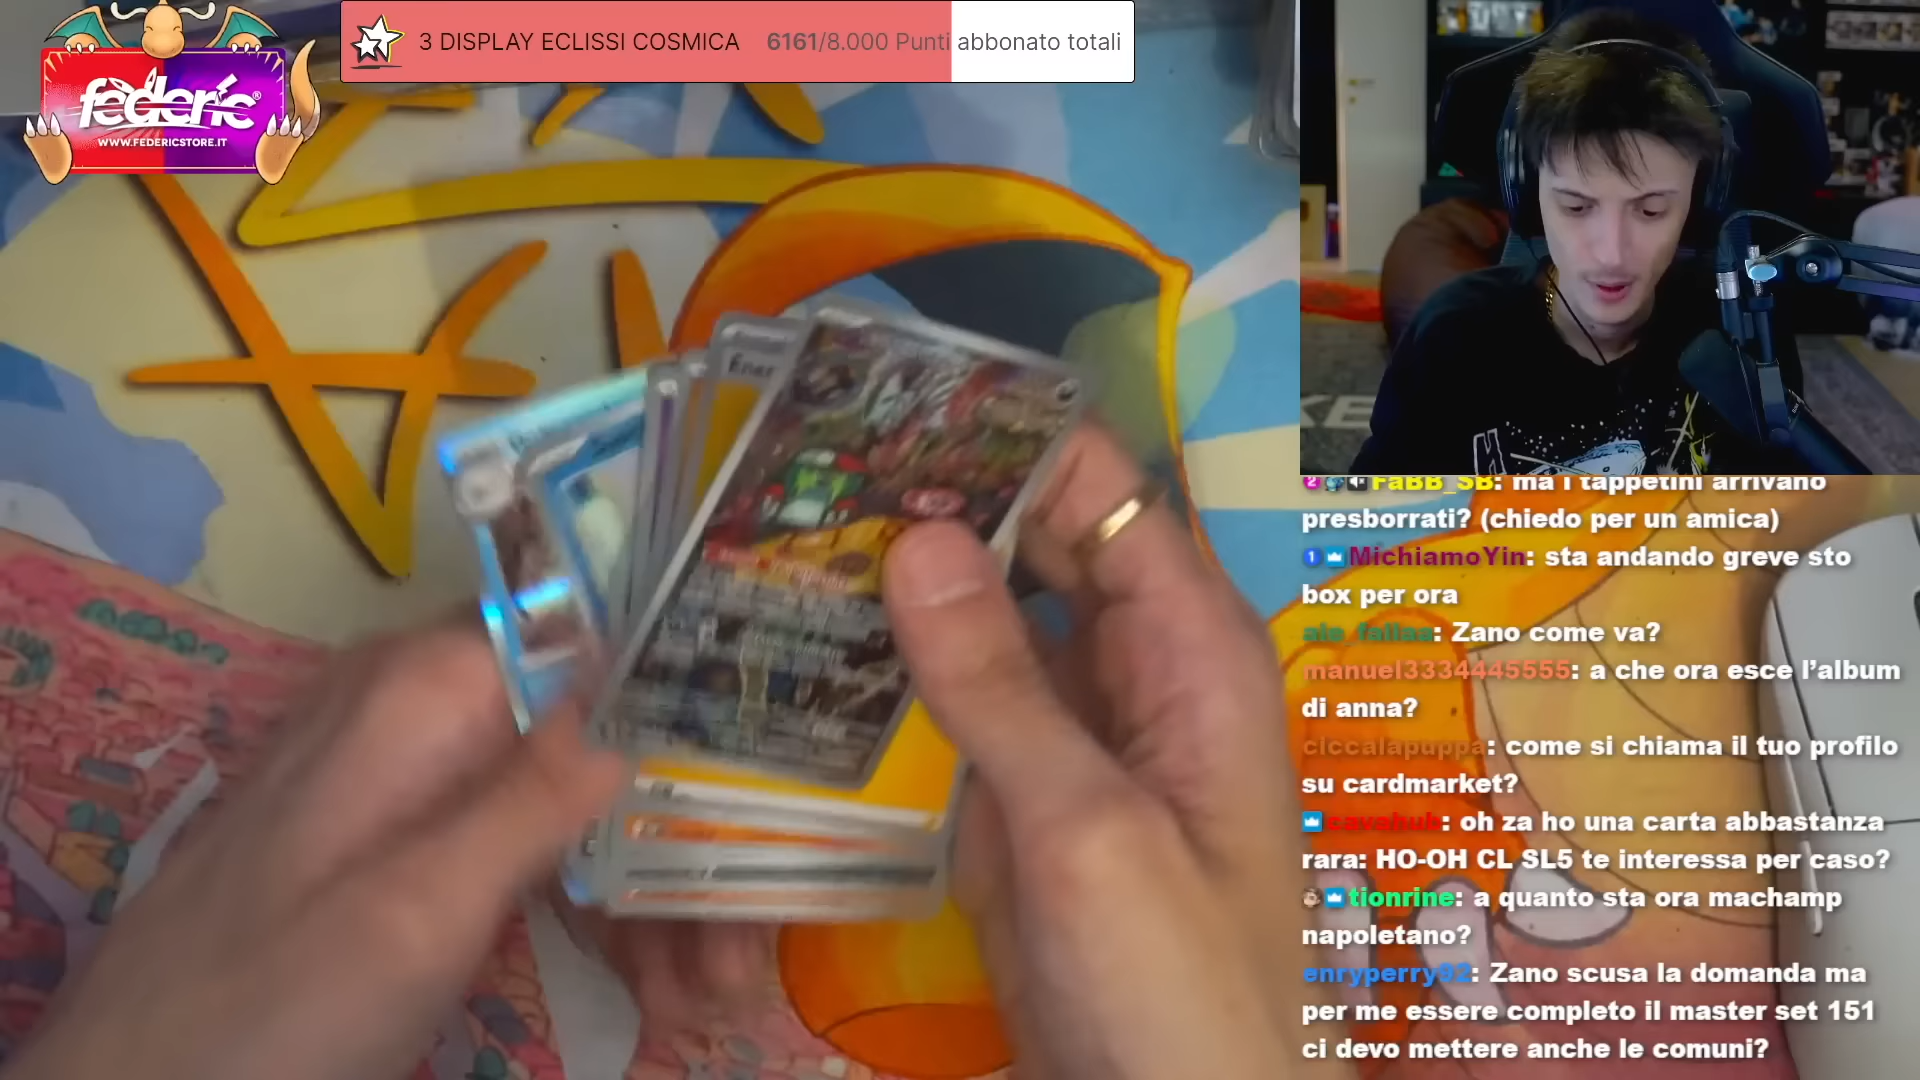 federic®
WWW.FEDERICSTORE.IT
3 DISPLAY ECLISSI COSMICA 6161/8.000 Punti abbonato totali
FaBB_SB: ma i tappetini arrivano
presborrati? (chiedo per un amica)
MichiamoYin: sta andando greve sto
box per ora
: Zano come va?
manuel3334445555: a che ora esce l’album
di anna?
ciccalapuppa: come si chiama il tuo profilo
su cardmarket?
cavahub: oh za ho una carta abbastanza
rara: HO-OH CL SL5 te interessa per caso?
tionrine: a quanto sta ora machamp
napoletano?
enryperry92: Zano scusa la domanda ma
per me essere completo il master set 151
ci devo mettere anche le comuni?